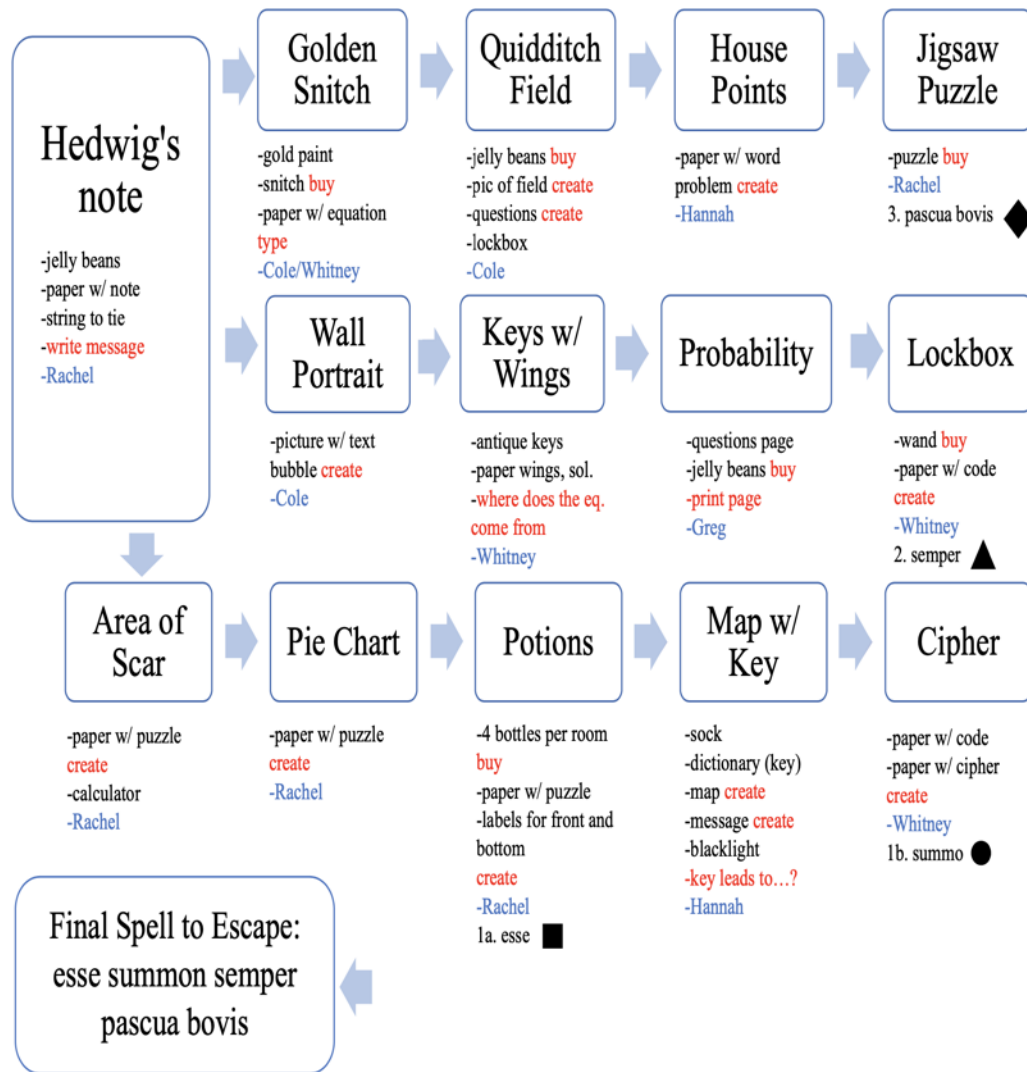 Hedwig's
note
-jelly beans
-paper w/ note
-string to tie
-write message
-Rachel
Golden
Snitch
-gold paint
-snitch buy
-paper w/ equation
type
-Cole/Whitney
Quidditch
Field
-jelly beans buy
-pic of field create
-questions create
-lockbox
-Cole
House
Points
-paper w/ word
problem create
-Hannah
Jigsaw
Puzzle
-puzzle buy
-Rachel
3. pascua bovis
Wall
Portrait
-picture w/ text
bubble create
-Cole
Keys w/
Wings
-antique keys
-paper wings, sol.
-where does the eq.
come from
-Whitney
Probability
-questions page
-jelly beans buy
-print page
-Greg
Lockbox
-wand buy
-paper w/ code
create
-Whitney
2. semper
Area of
Scar
-paper w/ puzzle
create
-calculator
-Rachel
Pie Chart
-paper w/ puzzle
create
-Rachel
Potions
-4 bottles per room
buy
-paper w/ puzzle
-labels for front and
bottom
create
-Rachel
1a. esse
Map w/
Key
-sock
-dictionary (key)
-map create
-message create
-blacklight
-key leads to…?
-Hannah
Cipher
-paper w/ code
-paper w/ cipher
create
-Whitney
1b. summo
Final Spell to Escape:
esse summon semper
pascua bovis